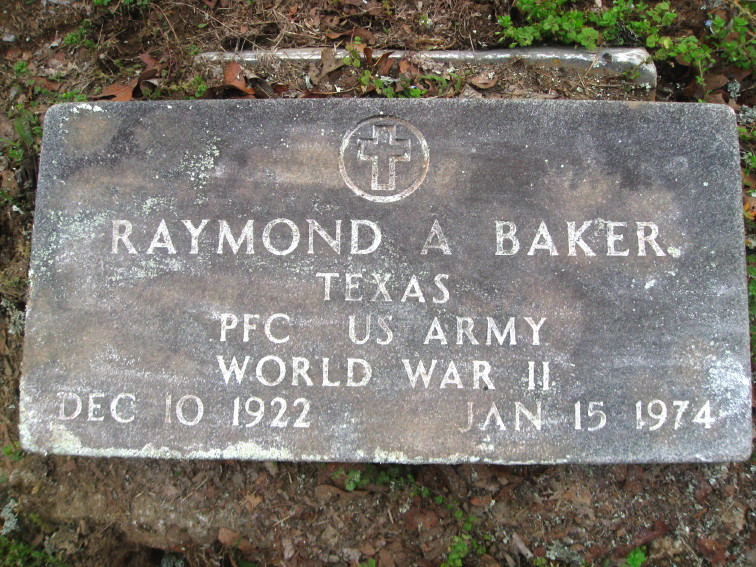 RAYMOND A BAKER
TEXAS
PFC US ARMY
WORLD WAR II
DEC 10 1922 JAN 15 1974